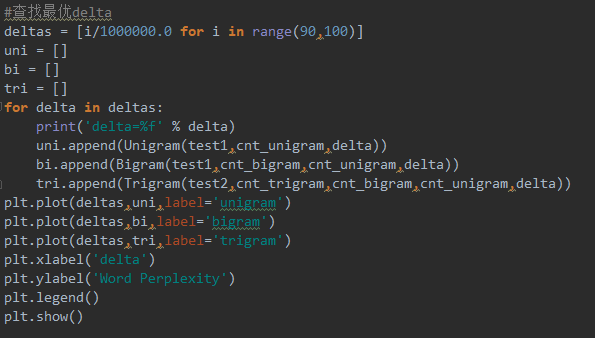 #查找最优delta
deltas = [i/1000000.0 for i in range(90,100)]
uni = []
bi = []
tri = []
for delta in deltas:
    print('delta=%f' % delta)
    uni.append(Unigram(test1,cnt_unigram,delta))
    bi.append(Bigram(test1,cnt_bigram,cnt_unigram,delta))
    tri.append(Trigram(test2,cnt_trigram,cnt_bigram,cnt_unigram,delta))
plt.plot(deltas,uni,label='unigram')
plt.plot(deltas,bi,label='bigram')
plt.plot(deltas,tri,label='trigram')
plt.xlabel('delta')
plt.ylabel('Word Perplexity')
plt.legend()
plt.show()